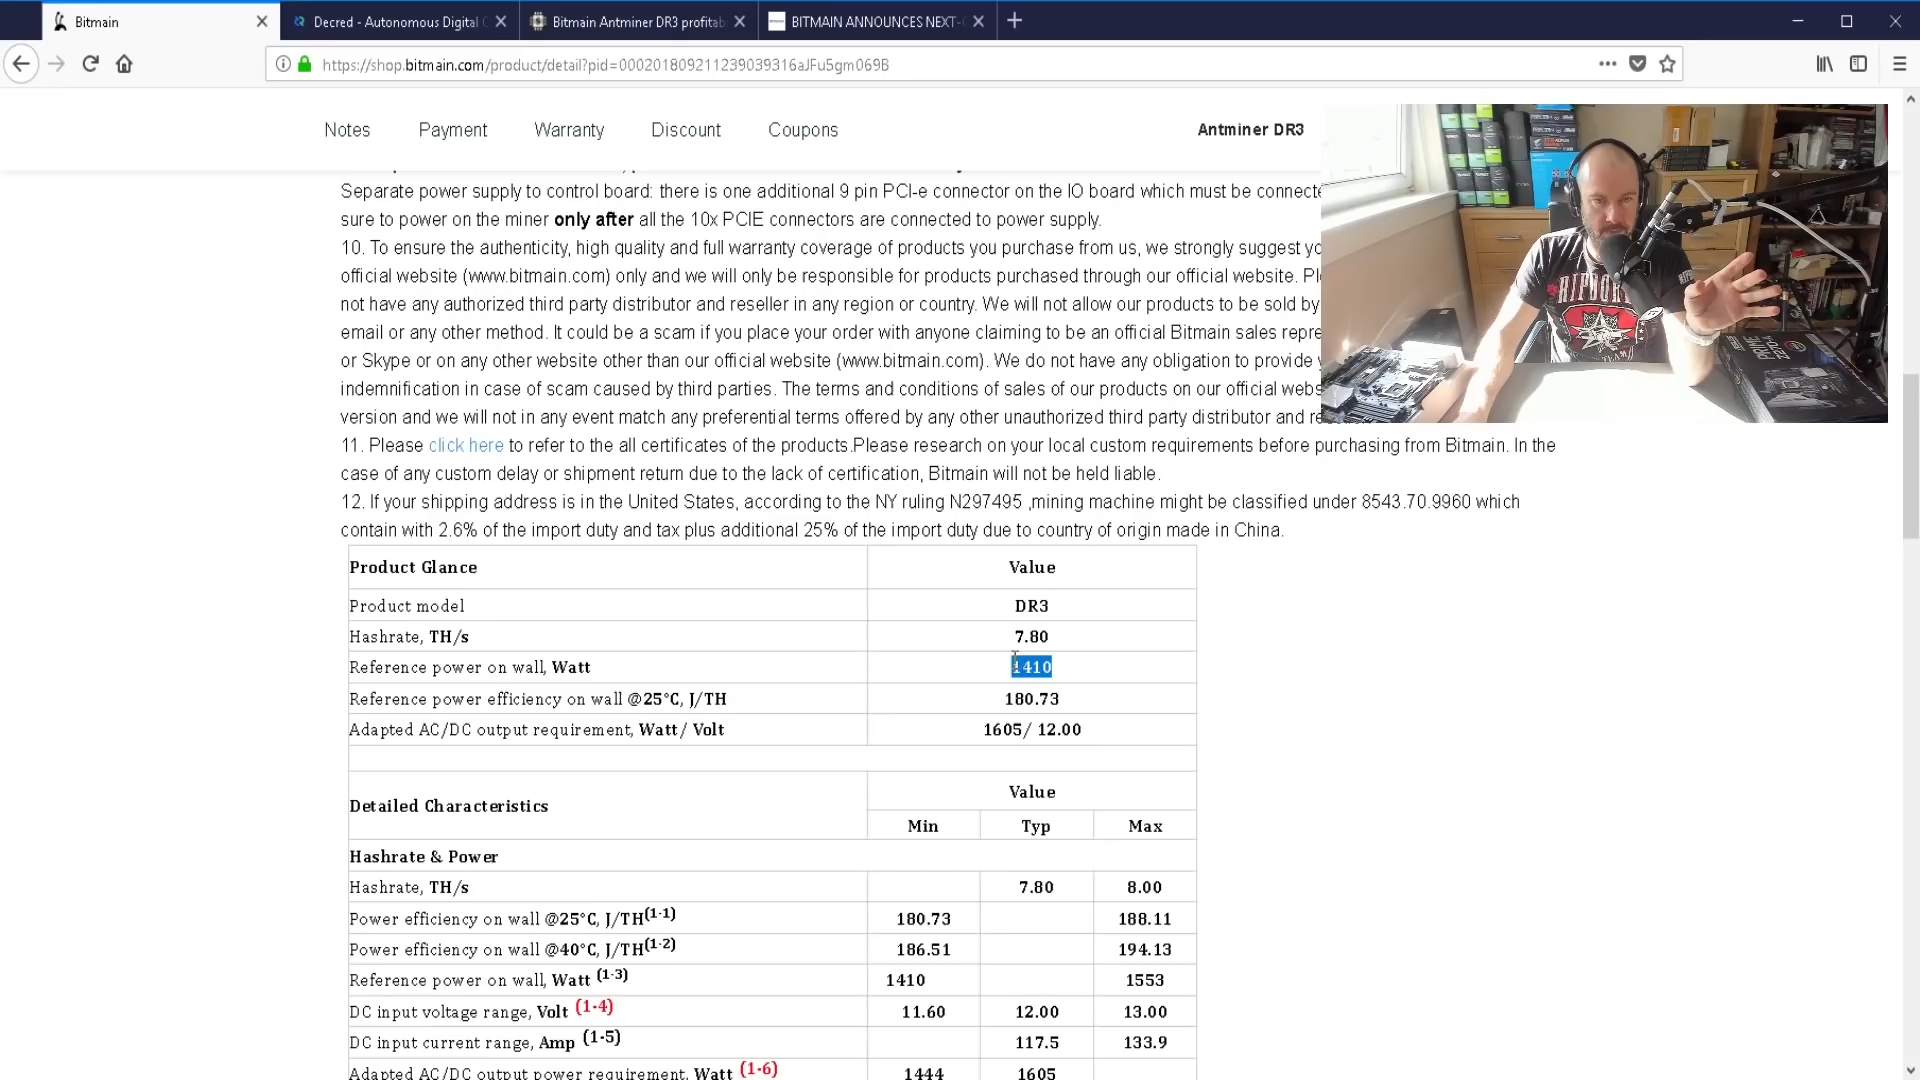 Bitmain
Decred - Autonomous Digital C
Bitmain Antminer DR3 profitab
BITMAIN ANNOUNCES NEXT-G
https://shop.bitmain.com/product/detail?pid=000201809211239039316aJFu5gm069B
Notes Payment Warranty Discount Coupons Antminer DR3
Separate power supply to control board: there is one additional 9 pin PCI-e connector on the IO board which must be connecte
sure to power on the miner only after all the 10x PCIE connectors are connected to power supply.
10. To ensure the authenticity, high quality and full warranty coverage of products you purchase from us, we strongly suggest yo
official website (www.bitmain.com) only and we will only be responsible for products purchased through our official website. Pl
not have any authorized third party distributor and reseller in any region or country. We will not allow our products to be sold by
email or any other method. It could be a scam if you place your order with anyone claiming to be an official Bitmain sales repre
or Skype or on any other website other than our official website (www.bitmain.com). We do not have any obligation to provide
indemnification in case of scam caused by third parties. The terms and conditions of sales of our products on our official webs
version and we will not in any event match any preferential terms offered by any other unauthorized third party distributor and re
11. Please click here to refer to the all certificates of the products.Please research on your local custom requirements before purchasing from Bitmain. In the
case of any custom delay or shipment return due to the lack of certification, Bitmain will not be held liable.
12. If your shipping address is in the United States, according to the NY ruling N297495 ,mining machine might be classified under 8543.70.9960 which
contain with 2.6% of the import duty and tax plus additional 25% of the import duty due to country of origin made in China.
Product Glance Value
Product model DR3
Hashrate, TH/s 7.80
Reference power on wall, Watt 1410
Reference power efficiency on wall @25°C, J/TH 180.73
Adapted AC/DC output requirement, Watt/ Volt 1605/ 12.00
Detailed Characteristics Value
Min Typ Max
Hashrate & Power
Hashrate, TH/s 7.80 8.00
Power efficiency on wall @25°C, J/TH(1-1) 180.73 188.11
Power efficiency on wall @40°C, J/TH(1-2) 186.51 194.13
Reference power on wall, Watt (1-3) 1410 1553
DC input voltage range, Volt (1-4) 11.60 12.00 13.00
DC input current range, Amp (1-5) 117.5 133.9
Adapted AC/DC output power requirement, Watt (1-6) 1444 1605